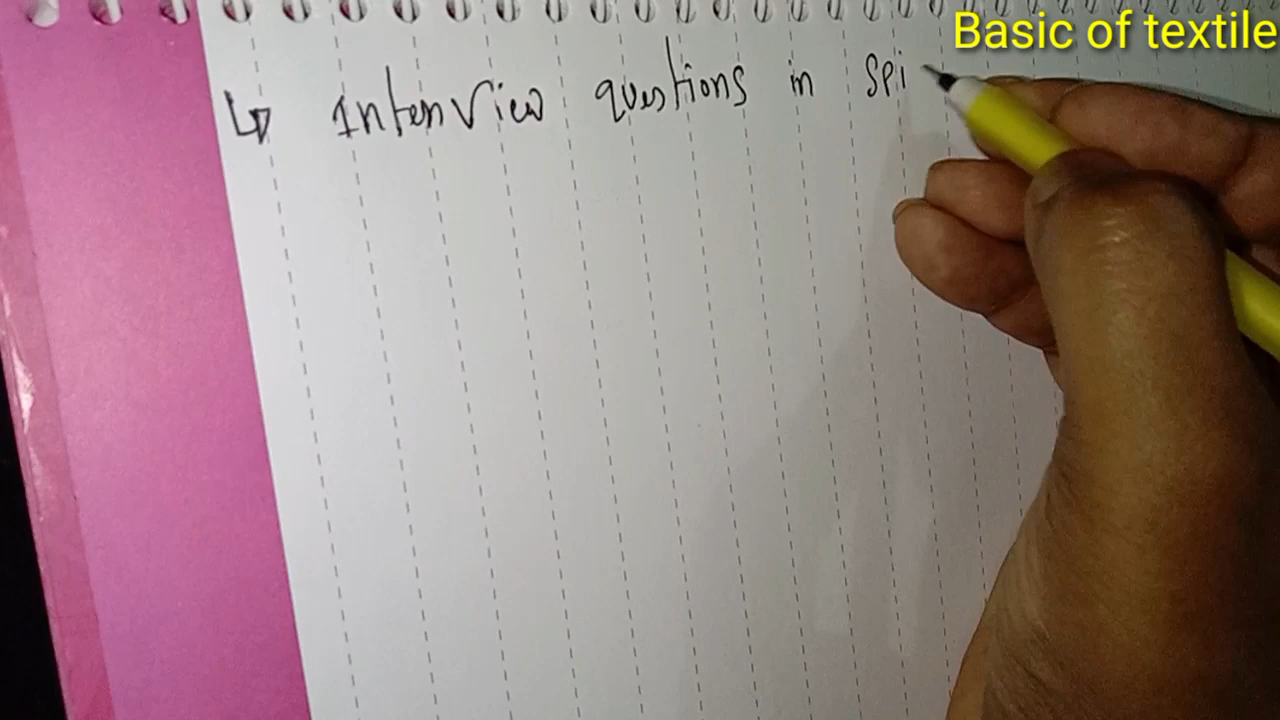 Basic of textile
↳ Interview questions in spi